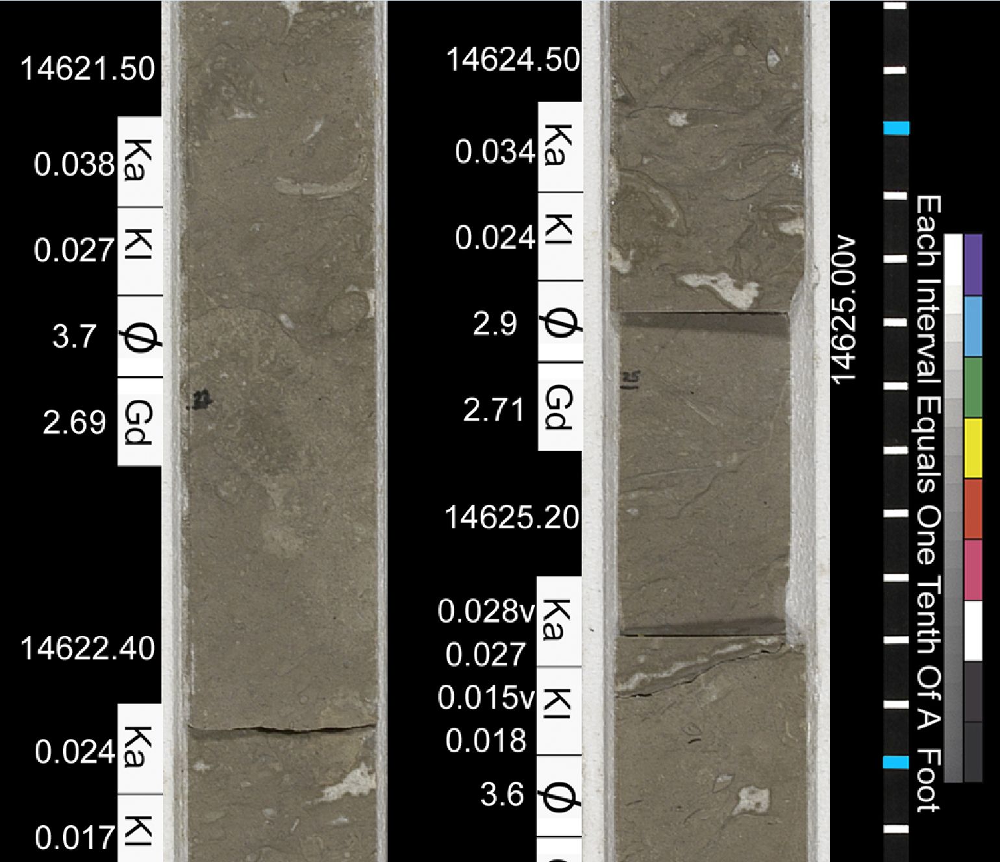 14621.50
0.038 Ka
0.027 Kl
3.7 Ø
2.69 Gd
22
14622.40
0.024 Ka
0.017 Kl
14624.50
0.034 Ka
0.024 Kl
2.9 Ø
2.71 Gd
25
14625.20
0.028v Ka
0.027
0.015v Kl
0.018
3.6 Ø
14625.00v
Each Interval Equals One Tenth Of A Foot